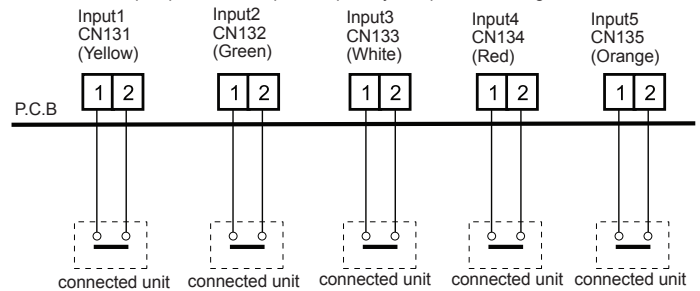 Input1
CN131
(Yellow)
Input2
CN132
(Green)
Input3
CN133
(White)
Input4
CN134
(Red)
Input5
CN135
(Orange)
1 2
1 2
1 2
1 2
1 2
P.C.B
connected unit
connected unit
connected unit
connected unit
connected unit